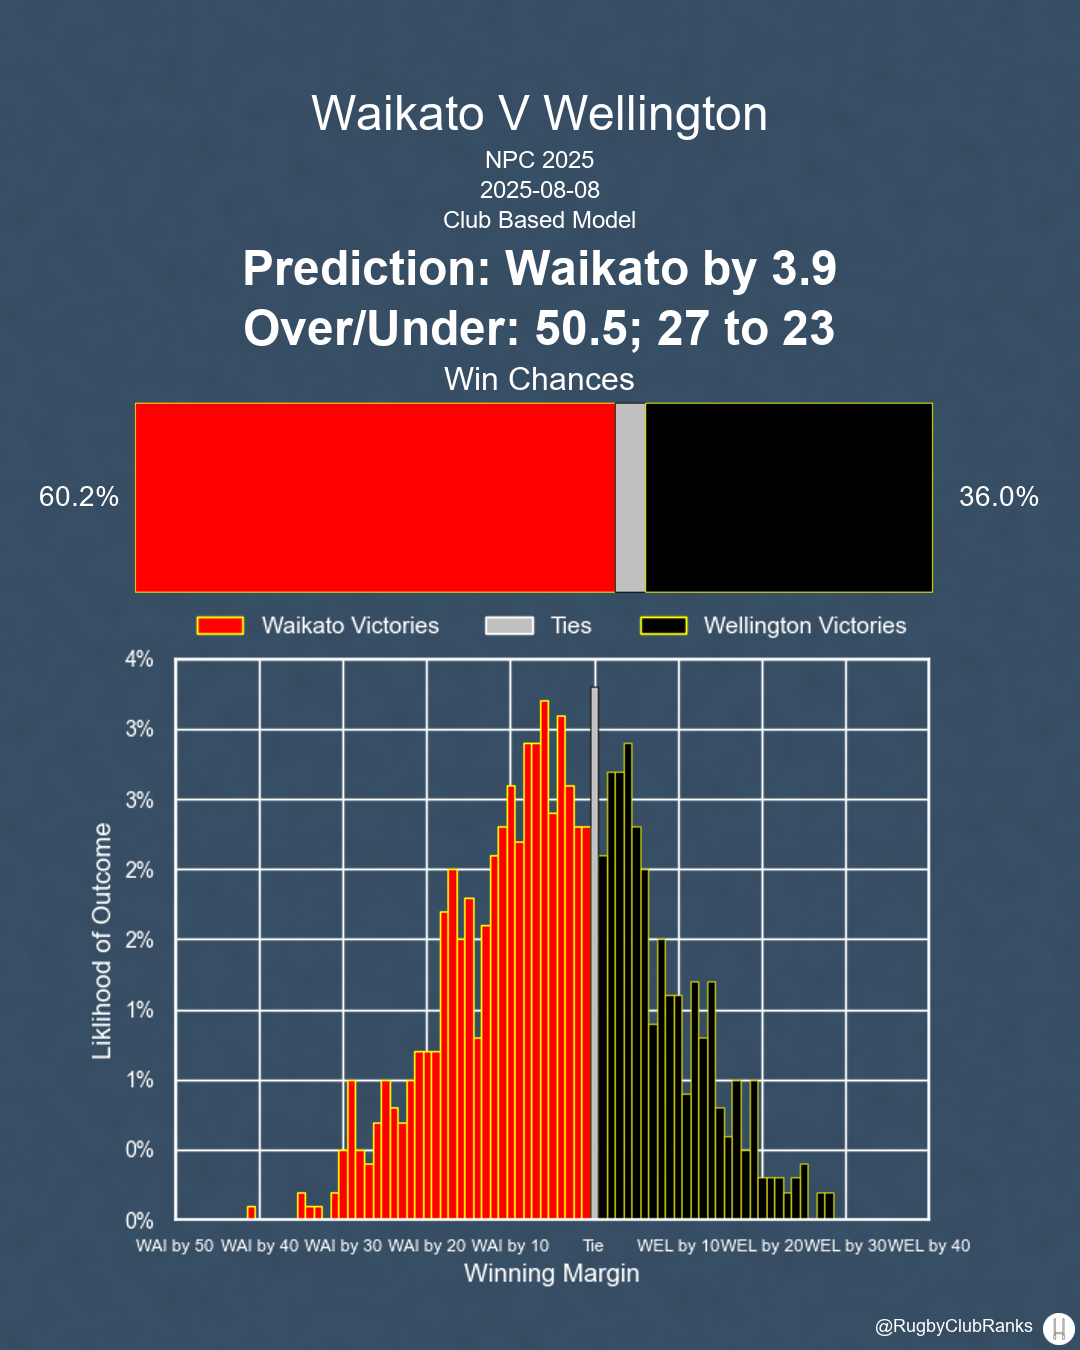 Waikato V Wellington
NPC 2025
2025-08-08
Club Based Model
Prediction: Waikato by 3.9
Over/Under: 50.5; 27 to 23
Win Chances
60.2%
36.0%
Waikato Victories
Ties
Wellington Victories
4%
3%
3%
2%
2%
1%
1%
0%
0%
Liklihood of Outcome
WAI by 50 WAI by 40 WAI by 30 WAI by 20 WAI by 10 Tie WEL by 10 WEL by 20 WEL by 30 WEL by 40
Winning Margin
@RugbyClubRanks